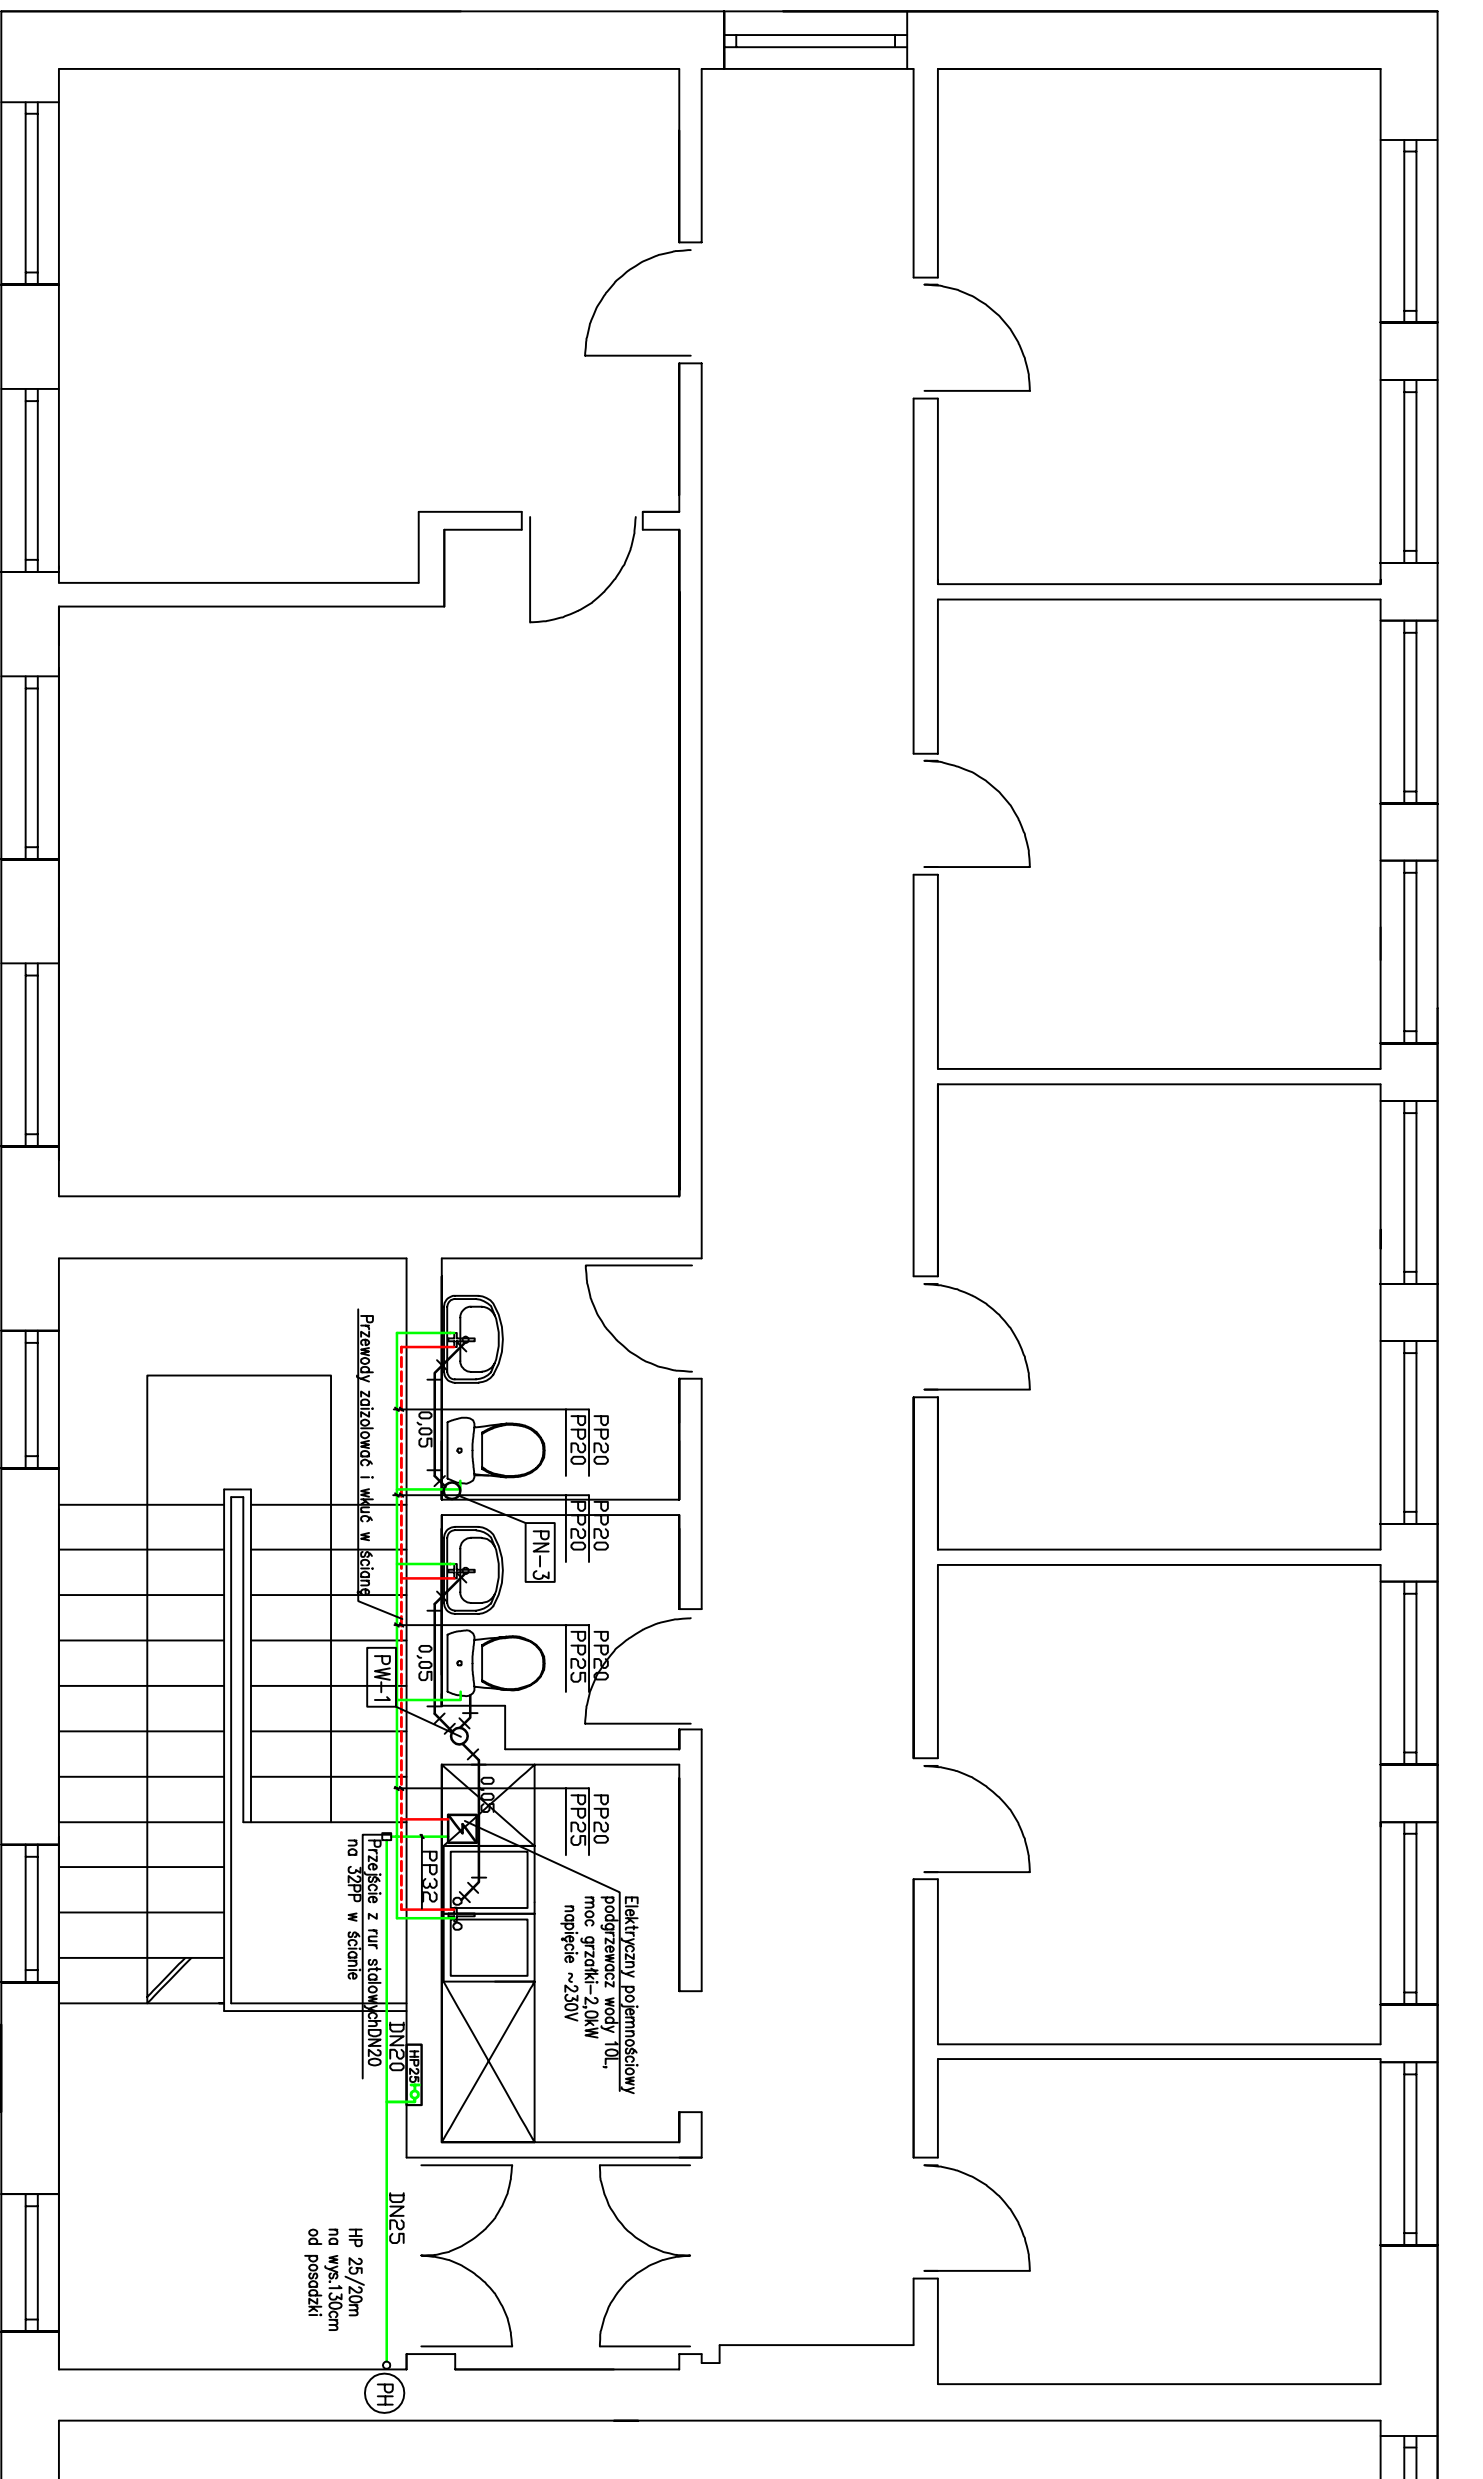 PP20
PP20
PP20
PP20
PP20
PP25
PP20
PP25
PN-3
0,05
0,05
0,05
PW-1
Przewody zaizolować i wkuć w ścianę
PP32
Elektryczny pojemnościowy
podgrzewacz wody 10L,
moc grzałki-2,0kW
napięcie ~230V
Przejście z rur stalowychDN20
na 32PP w ścianie
DN20
HP25
DN25
HP 25/20m
na wys.130cm
od posadzki
PH